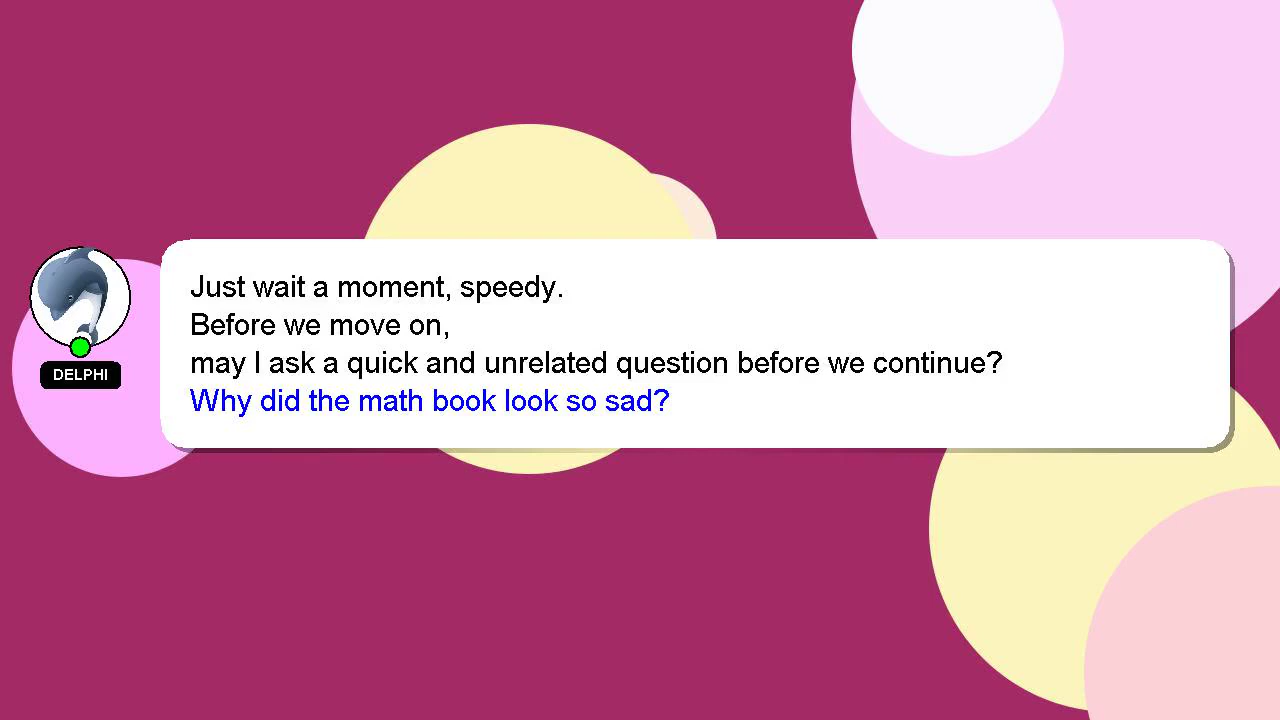 Just wait a moment, speedy.
Before we move on,
may I ask a quick and unrelated question before we continue?
Why did the math book look so sad?
DELPHI